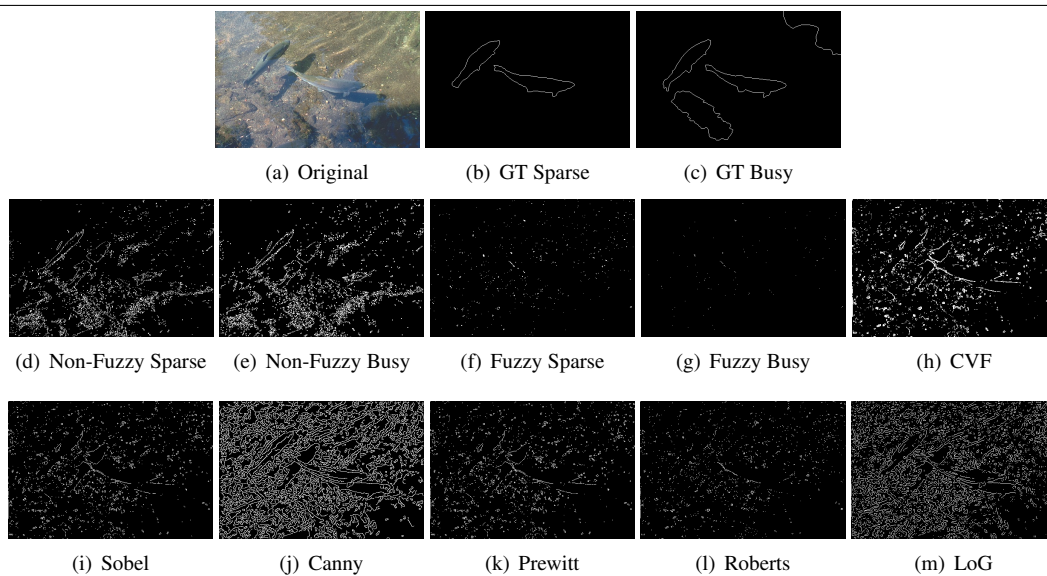 (a) Original
(b) GT Sparse
(c) GT Busy
(d) Non-Fuzzy Sparse
(e) Non-Fuzzy Busy
(f) Fuzzy Sparse
(g) Fuzzy Busy
(h) CVF
(i) Sobel
(j) Canny
(k) Prewitt
(l) Roberts
(m) LoG